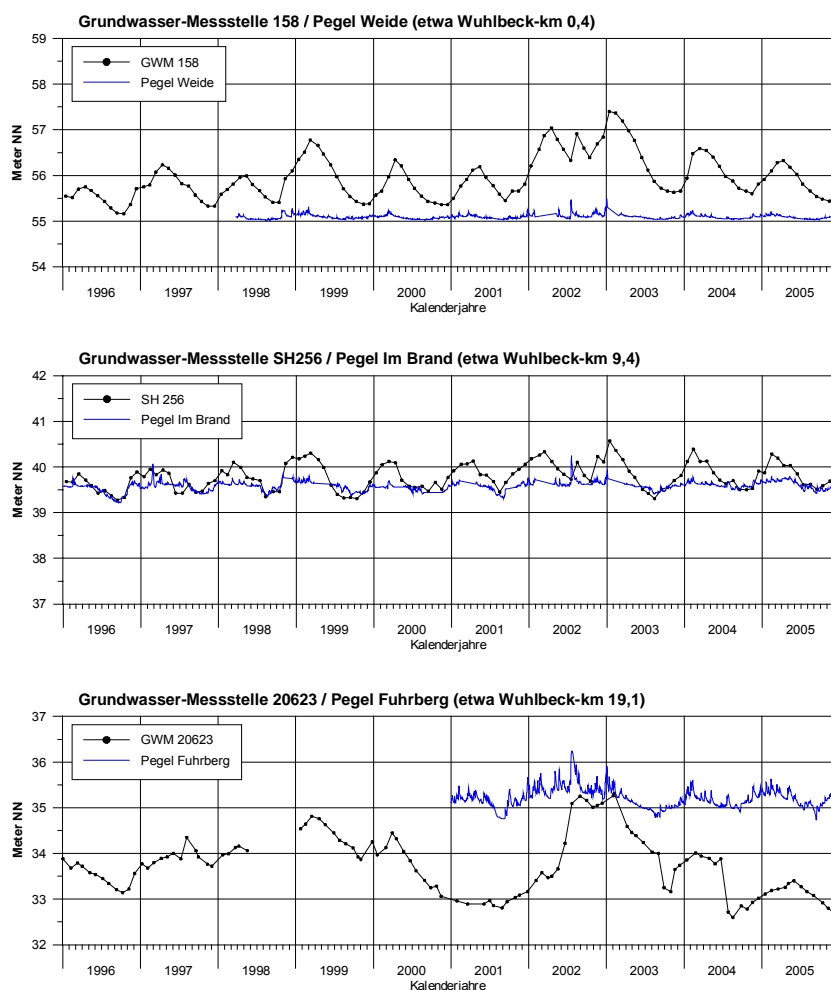 Grundwasser-Messstelle 158 / Pegel Weide (etwa Wuhlbeck-km 0,4)
59
58
57
56
55
54
Meter NN
GWM 158
Pegel Weide
1996 1997 1998 1999 2000 2001 2002 2003 2004 2005
Kalenderjahre
Grundwasser-Messstelle SH256 / Pegel Im Brand (etwa Wuhlbeck-km 9,4)
42
41
40
39
38
37
Meter NN
SH 256
Pegel Im Brand
1996 1997 1998 1999 2000 2001 2002 2003 2004 2005
Kalenderjahre
Grundwasser-Messstelle 20623 / Pegel Fuhrberg (etwa Wuhlbeck-km 19,1)
37
36
35
34
33
32
Meter NN
GWM 20623
Pegel Fuhrberg
1996 1997 1998 1999 2000 2001 2002 2003 2004 2005
Kalenderjahre